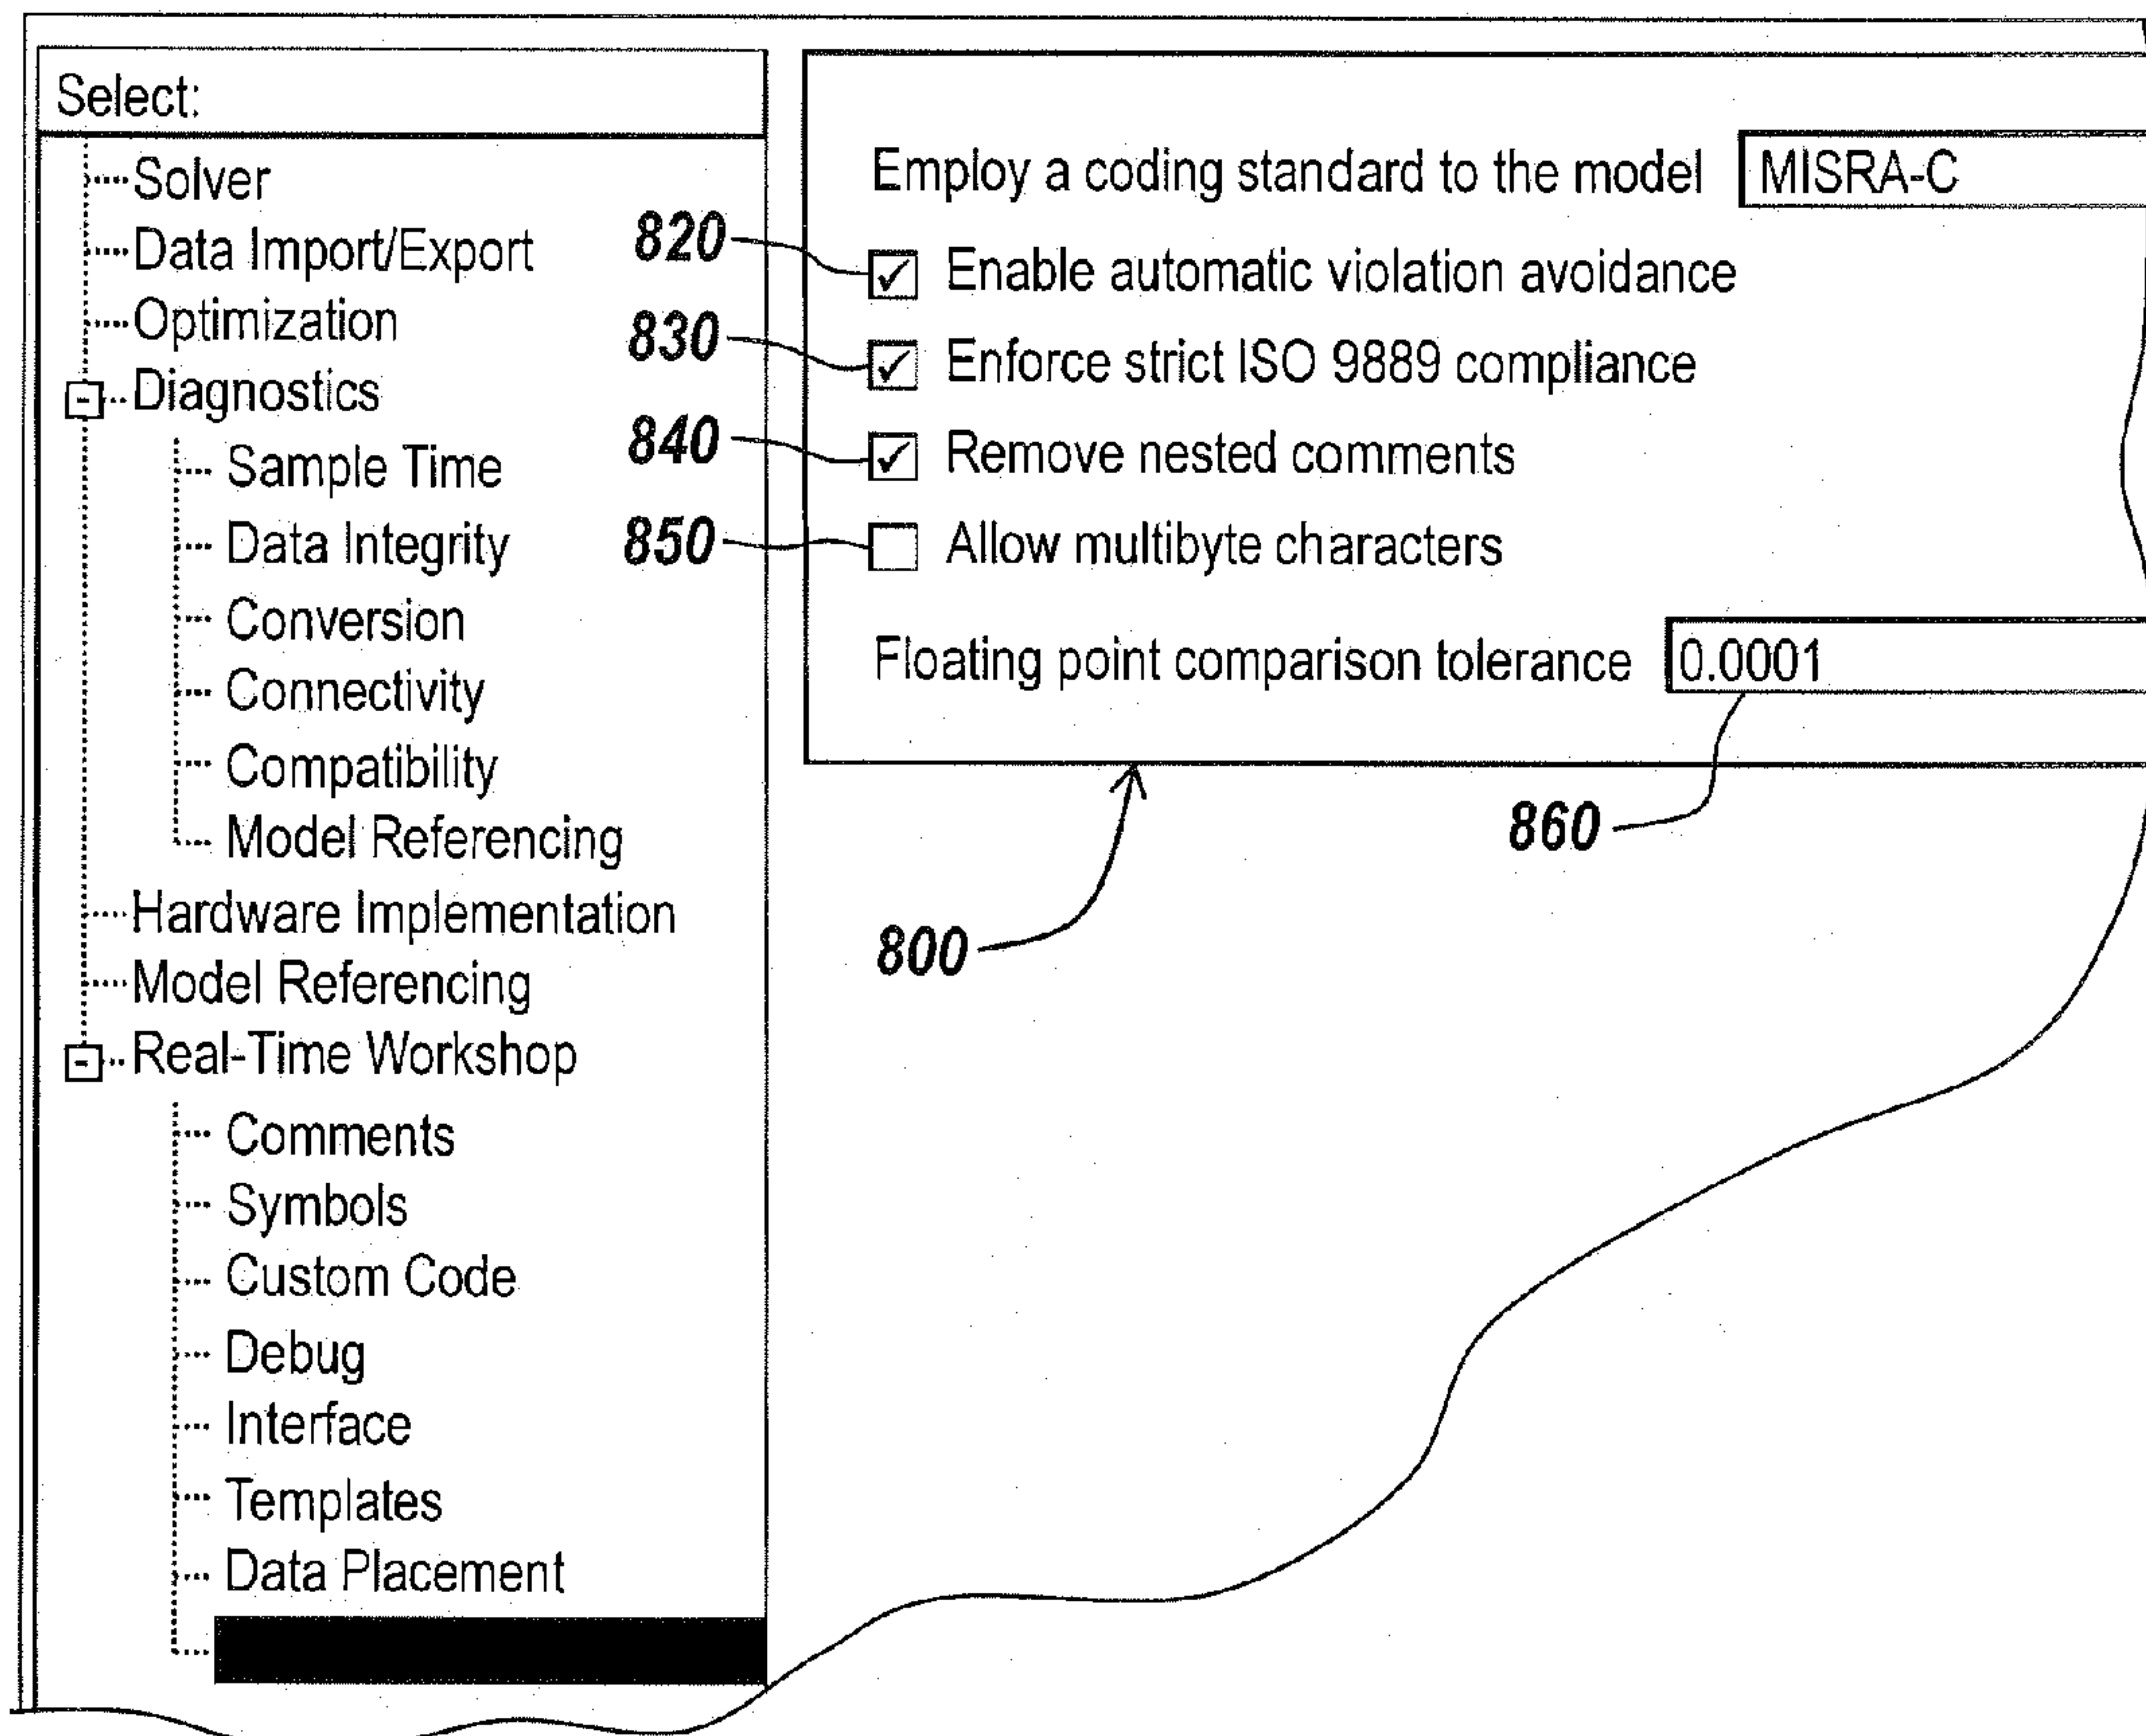 Select:
Solver
Data Import/Export
Optimization
Diagnostics
Sample Time
Data Integrity
Conversion
Connectivity
Compatibility
Model Referencing
Hardware Implementation
Model Referencing
Real-Time Workshop
Comments
Symbols
Custom Code
Debug
Interface
Templates
Data Placement
Employ a coding standard to the model MISRA-C
820 Enable automatic violation avoidance
830 Enforce strict ISO 9889 compliance
840 Remove nested comments
850 Allow multibyte characters
Floating point comparison tolerance 0.0001
860
800